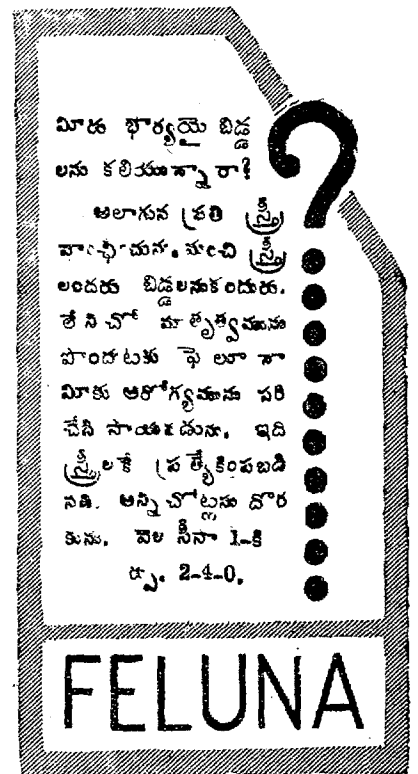 మీరు భార్యయై బిడ్డ
లను కలియున్నారా?
అలాగున ప్రతి స్త్రీ
వాంఛించును. మంచి స్త్రీ
లందరు బిడ్డలనుకందురు.
లేనిచో మాతృత్వమును
పొందుటకు ఫెలూనా
మీకు ఆరోగ్యమును పరి
చేసి సాయపడును. ఇది
స్త్రీలకే ప్రత్యేకింపబడి
నది. అన్నిచోట్లను దొర
కును. వెల సీసా 1-కి
రూ. 2-4-0.
FELUNA